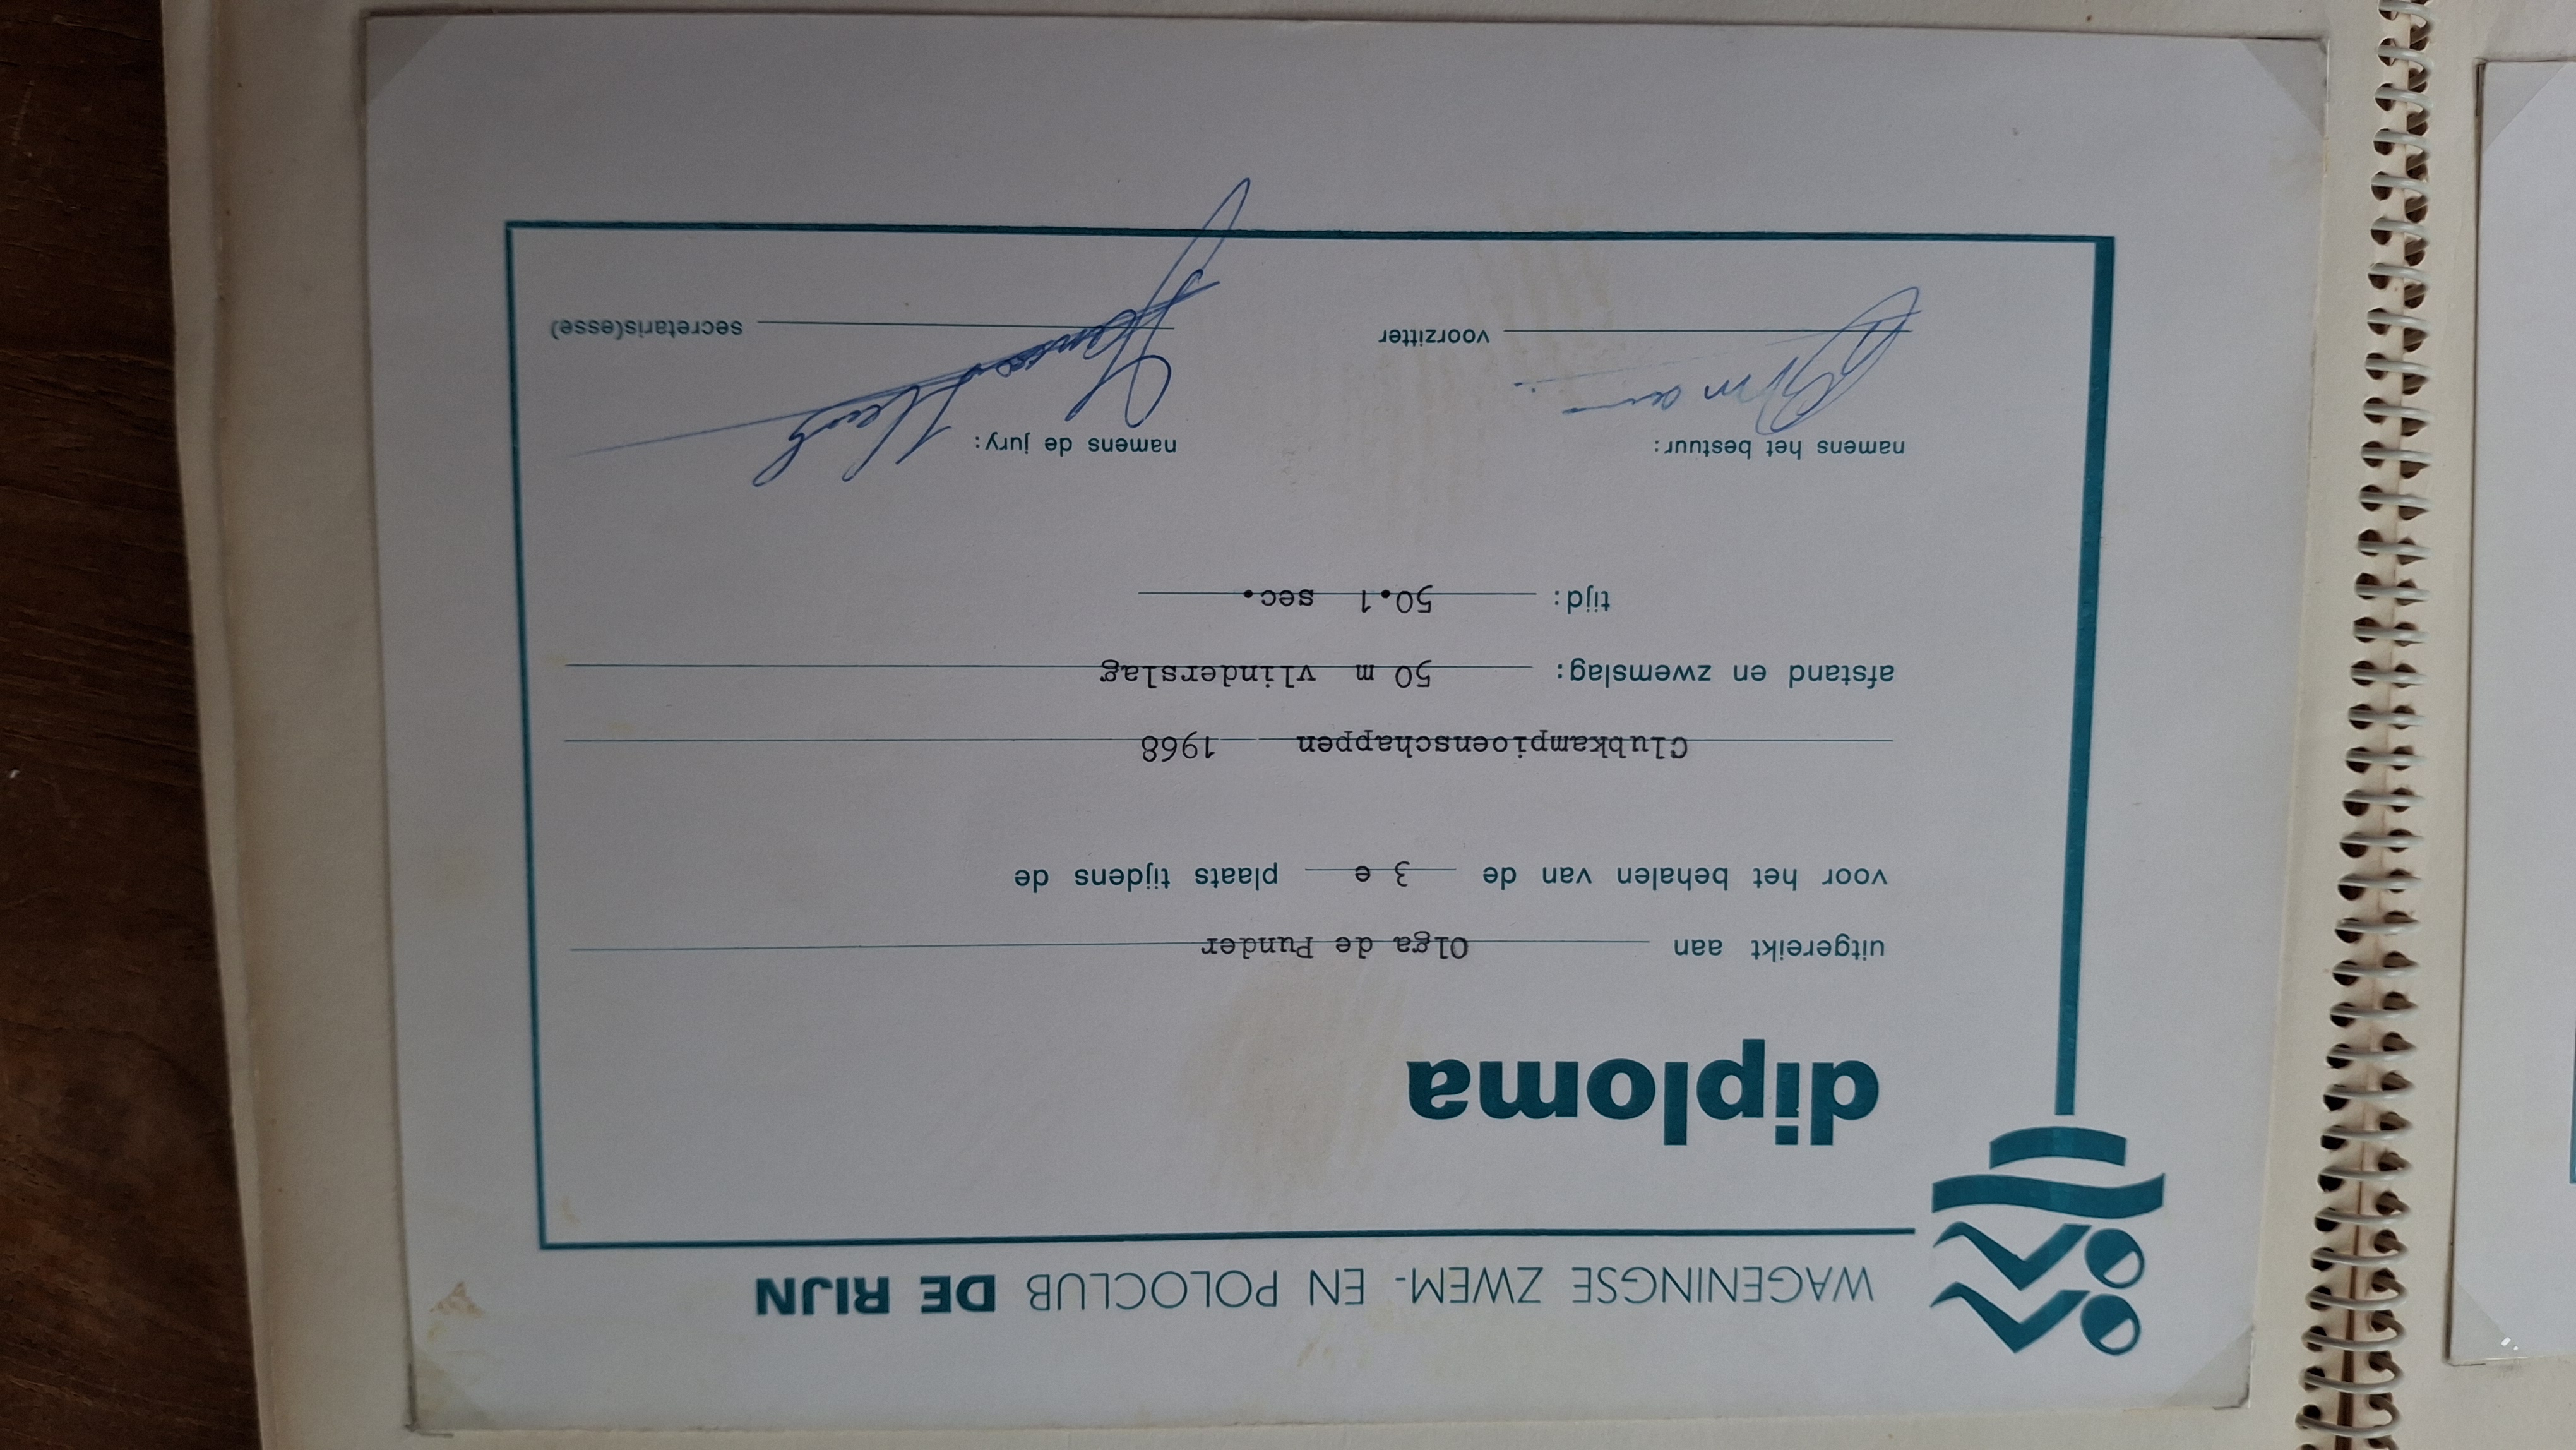 WAGENINGSE ZWEM- EN POLOCLUB DE RIJN
diploma
uitgereikt aan Olga de Punder
voor het behalen van de 3 e plaats tijdens de
Clubkampioenschappen 1968
afstand en zwemslag: 50 m vlinderslag
tijd: 50.1 sec.
namens het bestuur: namens de jury:
voorzitter secretaris(esse)